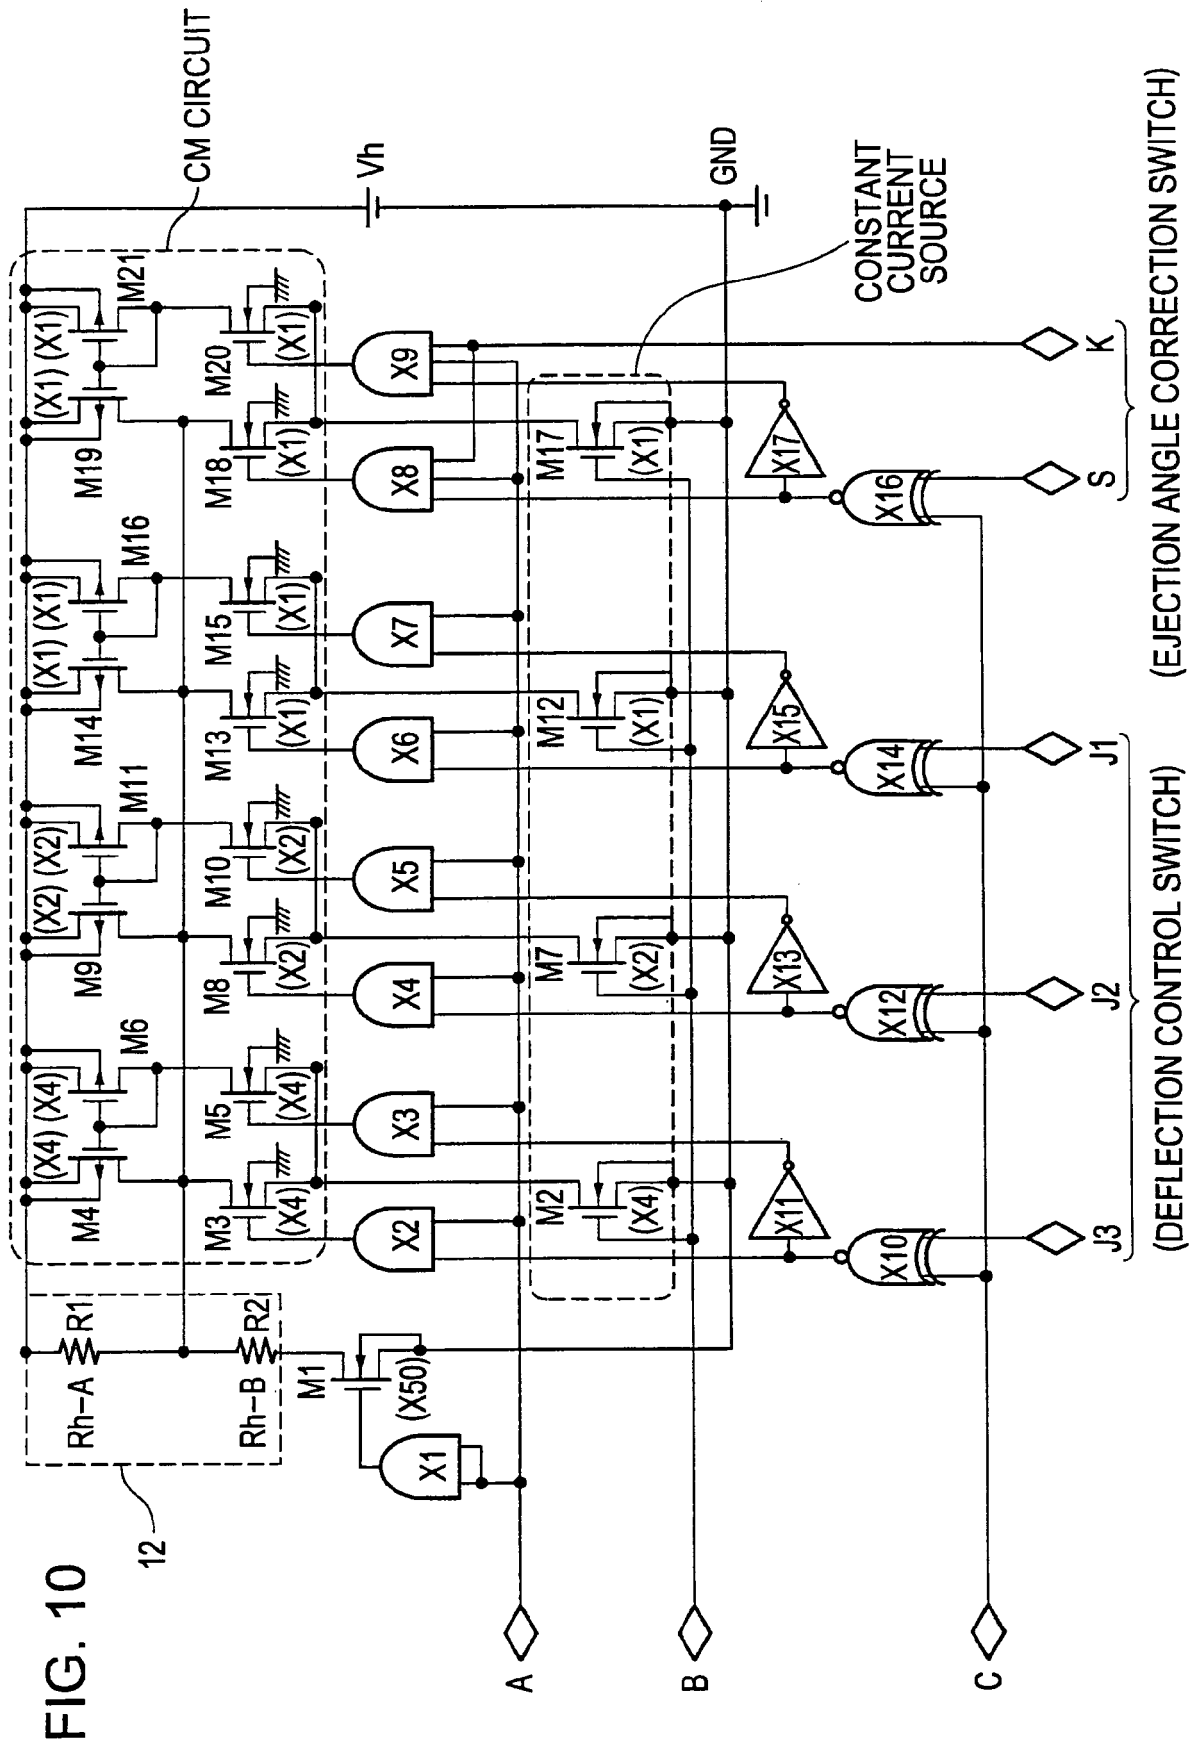 FIG. 10
12
Rh-A
R1
Rh-B
R2
CM CIRCUIT
M4
(X4)
(X4)
M6
M9
(X2)
(X2)
M11
M14
(X1)
(X1)
M16
M19
(X1)
(X1)
M21
M3
(X4)
M5
(X4)
M8
(X2)
M10
(X2)
M13
(X1)
M15
(X1)
M18
(X1)
M20
(X1)
Vh
M1
(X50)
X1
X2
X3
X4
X5
X6
X7
X8
X9
A
M2
(X4)
M7
(X2)
M12
(X1)
M17
(X1)
GND
CONSTANT
CURRENT
SOURCE
B
X11
X13
X15
X17
X10
X12
X14
X16
C
J3
J2
J1
S
K
(DEFLECTION CONTROL SWITCH)
(EJECTION ANGLE CORRECTION SWITCH)